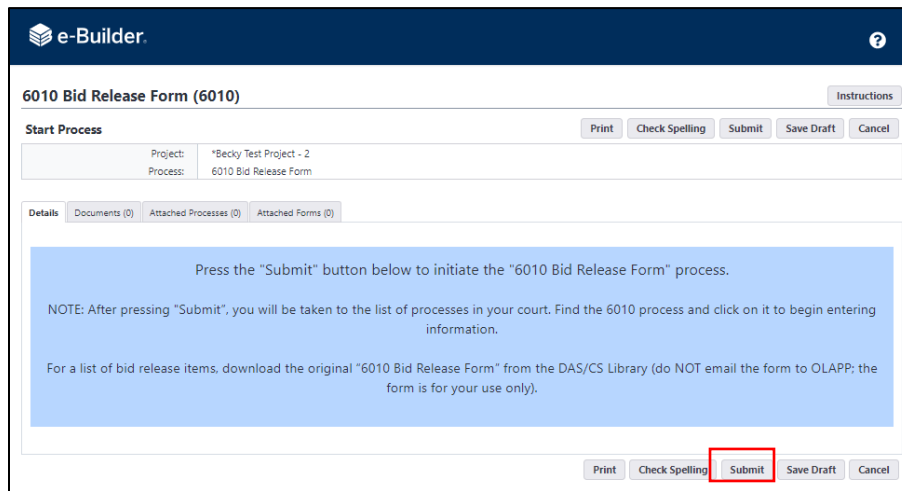 e-Builder.
?
6010 Bid Release Form (6010)
Instructions
Start Process
Print Check Spelling Submit Save Draft Cancel
Project: *Becky Test Project - 2
Process: 6010 Bid Release Form
Details Documents (0) Attached Processes (0) Attached Forms (0)
Press the "Submit" button below to initiate the "6010 Bid Release Form" process.
NOTE: After pressing "Submit", you will be taken to the list of processes in your court. Find the 6010 process and click on it to begin entering
information.
For a list of bid release items, download the original "6010 Bid Release Form" from the DAS/CS Library (do NOT email the form to OLAPP; the
form is for your use only).
Print Check Spelling Submit Save Draft Cancel